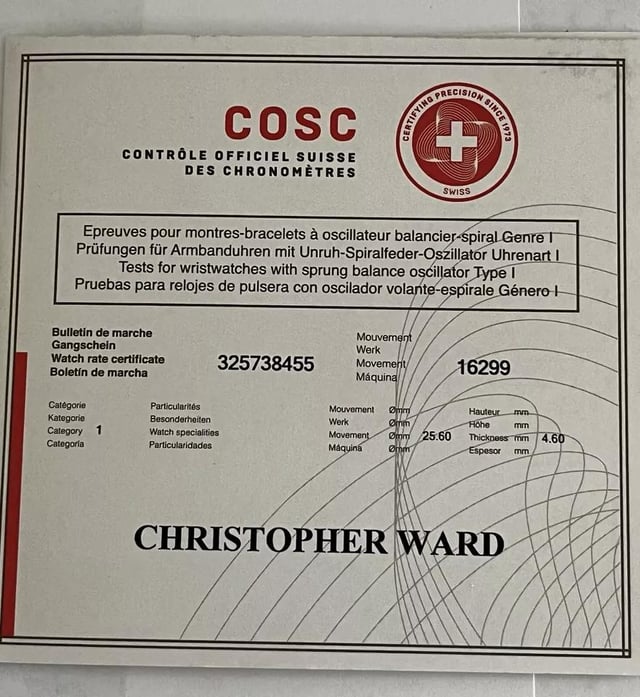 COSC
CONTRÔLE OFFICIEL SUISSE
DES CHRONOMÈTRES
CERTIFYING PRECISION SINCE 1973
SWISS
Epreuves pour montres-bracelets à oscillateur balancier-spiral Genre I
Prüfungen für Armbanduhren mit Unruh-Spiralfeder-Oszillator Uhrenart I
Tests for wristwatches with sprung balance oscillator Type I
Pruebas para relojes de pulsera con oscilador volante-espirale Género I
Bulletin de marche
Gangschein
Watch rate certificate
Boletín de marcha
325738455
Mouvement
Werk
Movement
Máquina
16299
Catégorie
Kategorie
Category 1
Categoria
Particularités
Besonderheiten
Watch specialities
Particularidades
Mouvement Ømm
Werk Ømm
Movement Ømm 25.60
Máquina Ømm
Hauteur mm
Höhe mm
Thickness mm 4.60
Espesor mm
CHRISTOPHER WARD